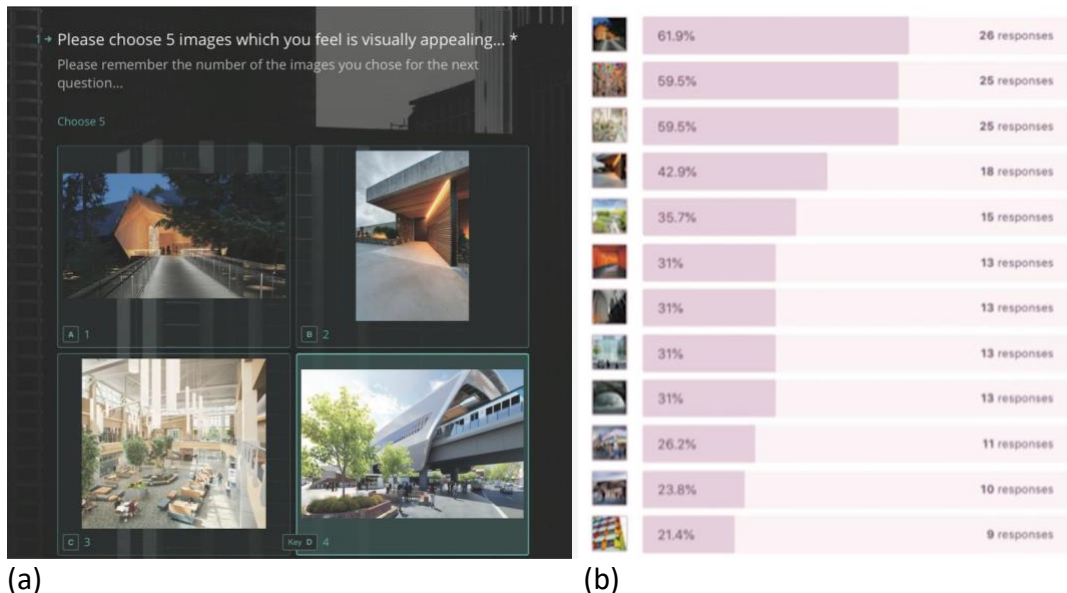 1 → Please choose 5 images which you feel is visually appealing... *
Please remember the number of the images you chose for the next
question...
Choose 5
A 1
B 2
C 3
Key D 4
(a)
61.9% 26 responses
59.5% 25 responses
59.5% 25 responses
42.9% 18 responses
35.7% 15 responses
31% 13 responses
31% 13 responses
31% 13 responses
31% 13 responses
26.2% 11 responses
23.8% 10 responses
21.4% 9 responses
(b)